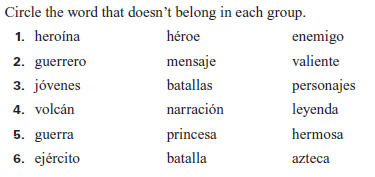 Circle the word that doesn't belong in each group.
1. heroína héroe enemigo
2. guerrero mensaje valiente
3. jóvenes batallas personajes
4. volcán narración leyenda
5. guerra princesa hermosa
6. ejército batalla azteca